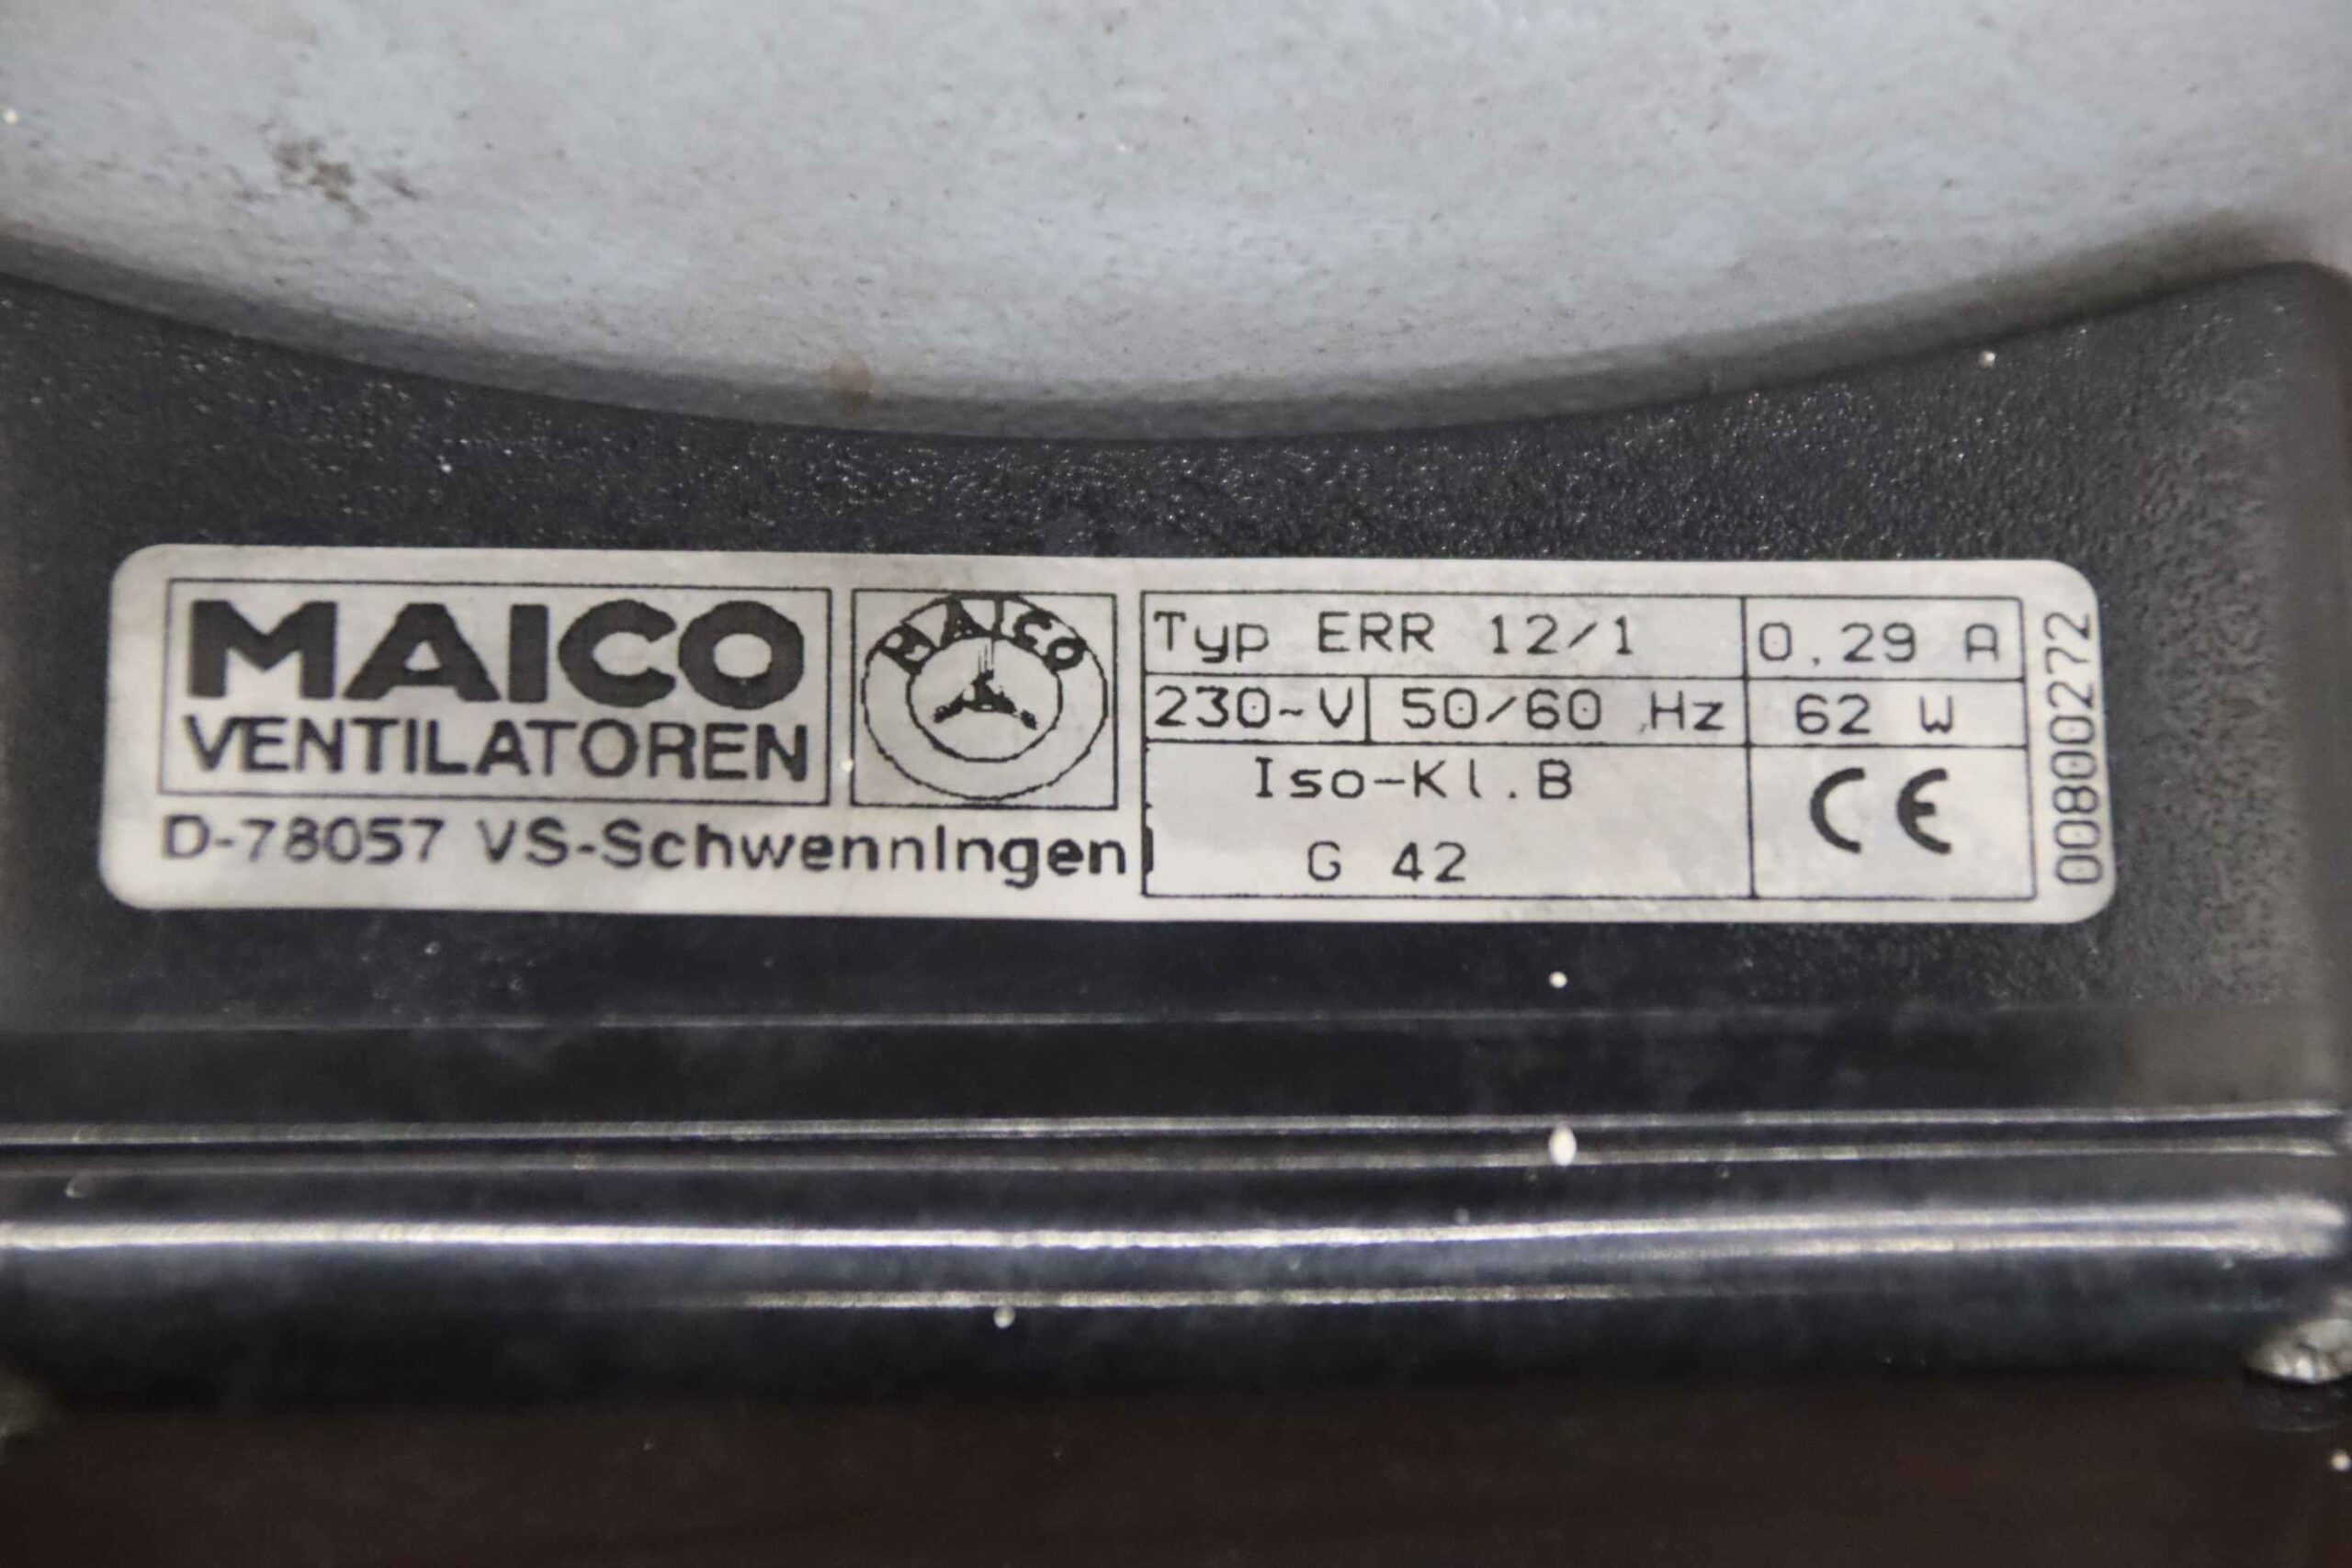 MAICO
VENTILATOREN
D-78057 VS-Schwenningen
MAICO
Typ ERR 12/1
0,29 A
230~V
50/60 Hz
62 W
Iso-Kl.B
G 42
CE
00800272